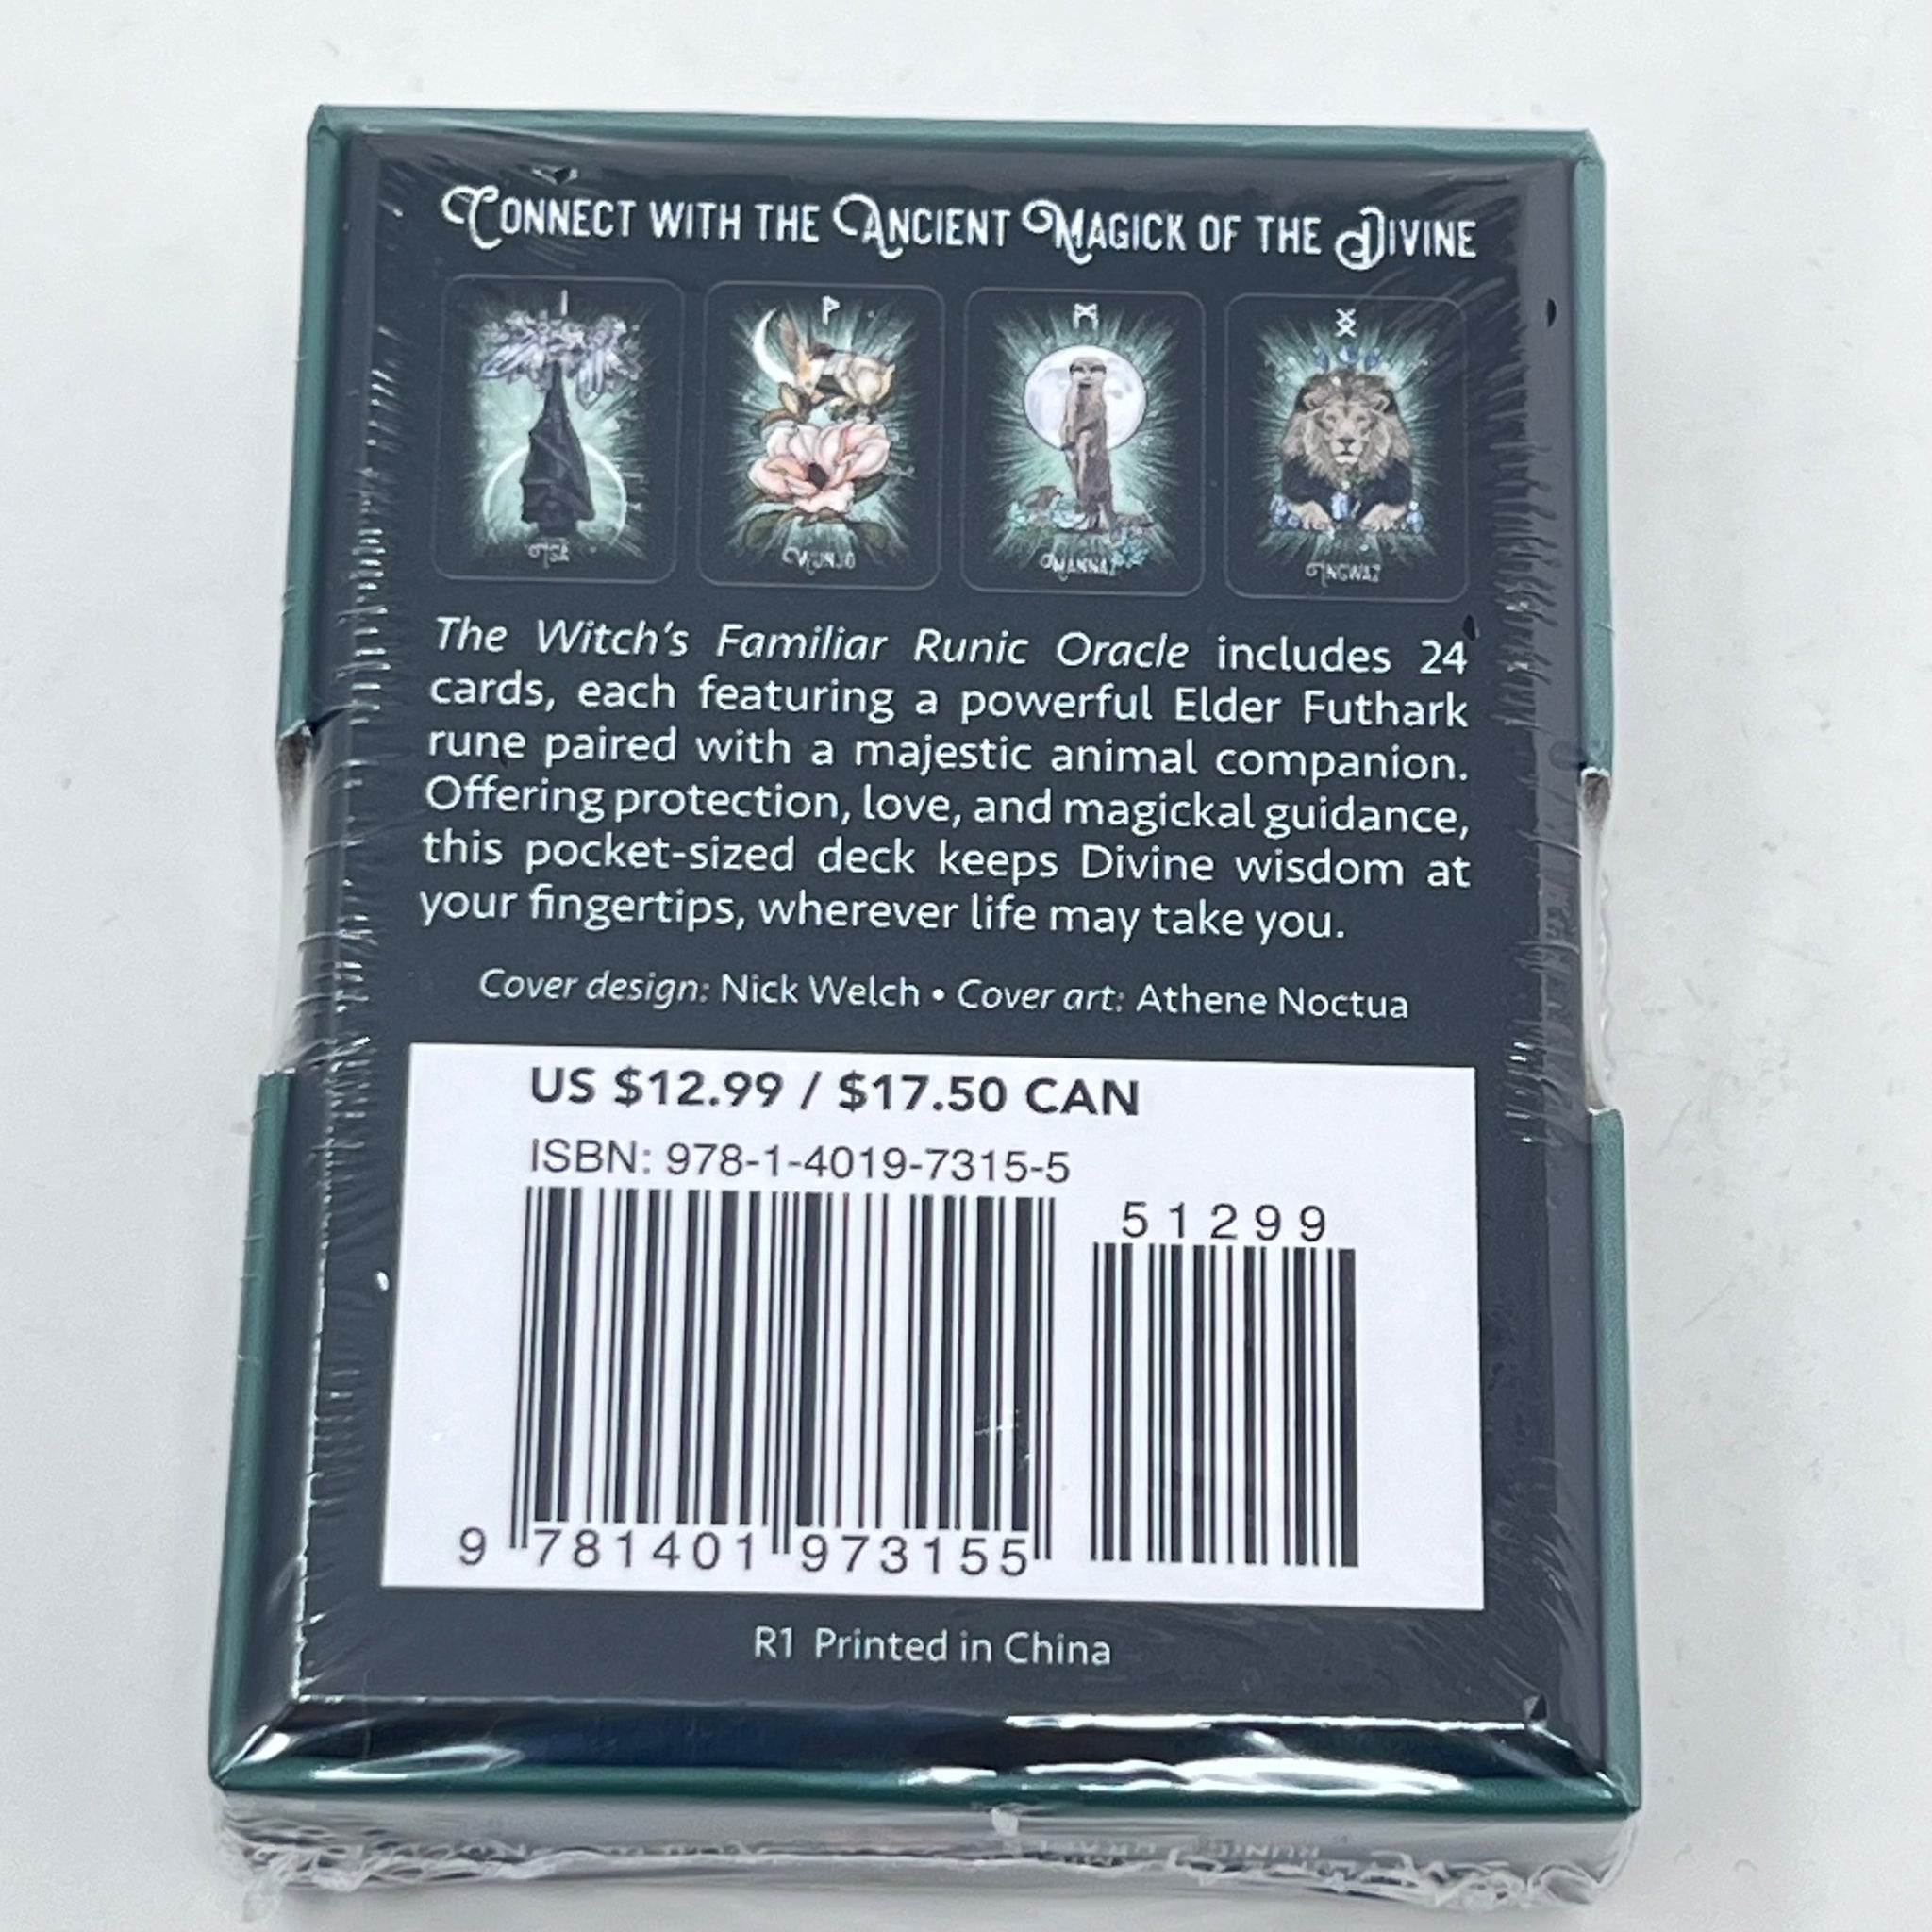 CONNECT WITH THE ANCIENT MAGICK OF THE DIVINE
ᛁ ᚹ ᛗ ᛝ
ISA WUNJO MANNAZ INGWAZ
The Witch's Familiar Runic Oracle includes 24
cards, each featuring a powerful Elder Futhark
rune paired with a majestic animal companion.
Offering protection, love, and magickal guidance,
this pocket-sized deck keeps Divine wisdom at
your fingertips, wherever life may take you.
Cover design: Nick Welch • Cover art: Athene Noctua
US $12.99 / $17.50 CAN
ISBN: 978-1-4019-7315-5
51299
9 781401 973155
R1 Printed in China